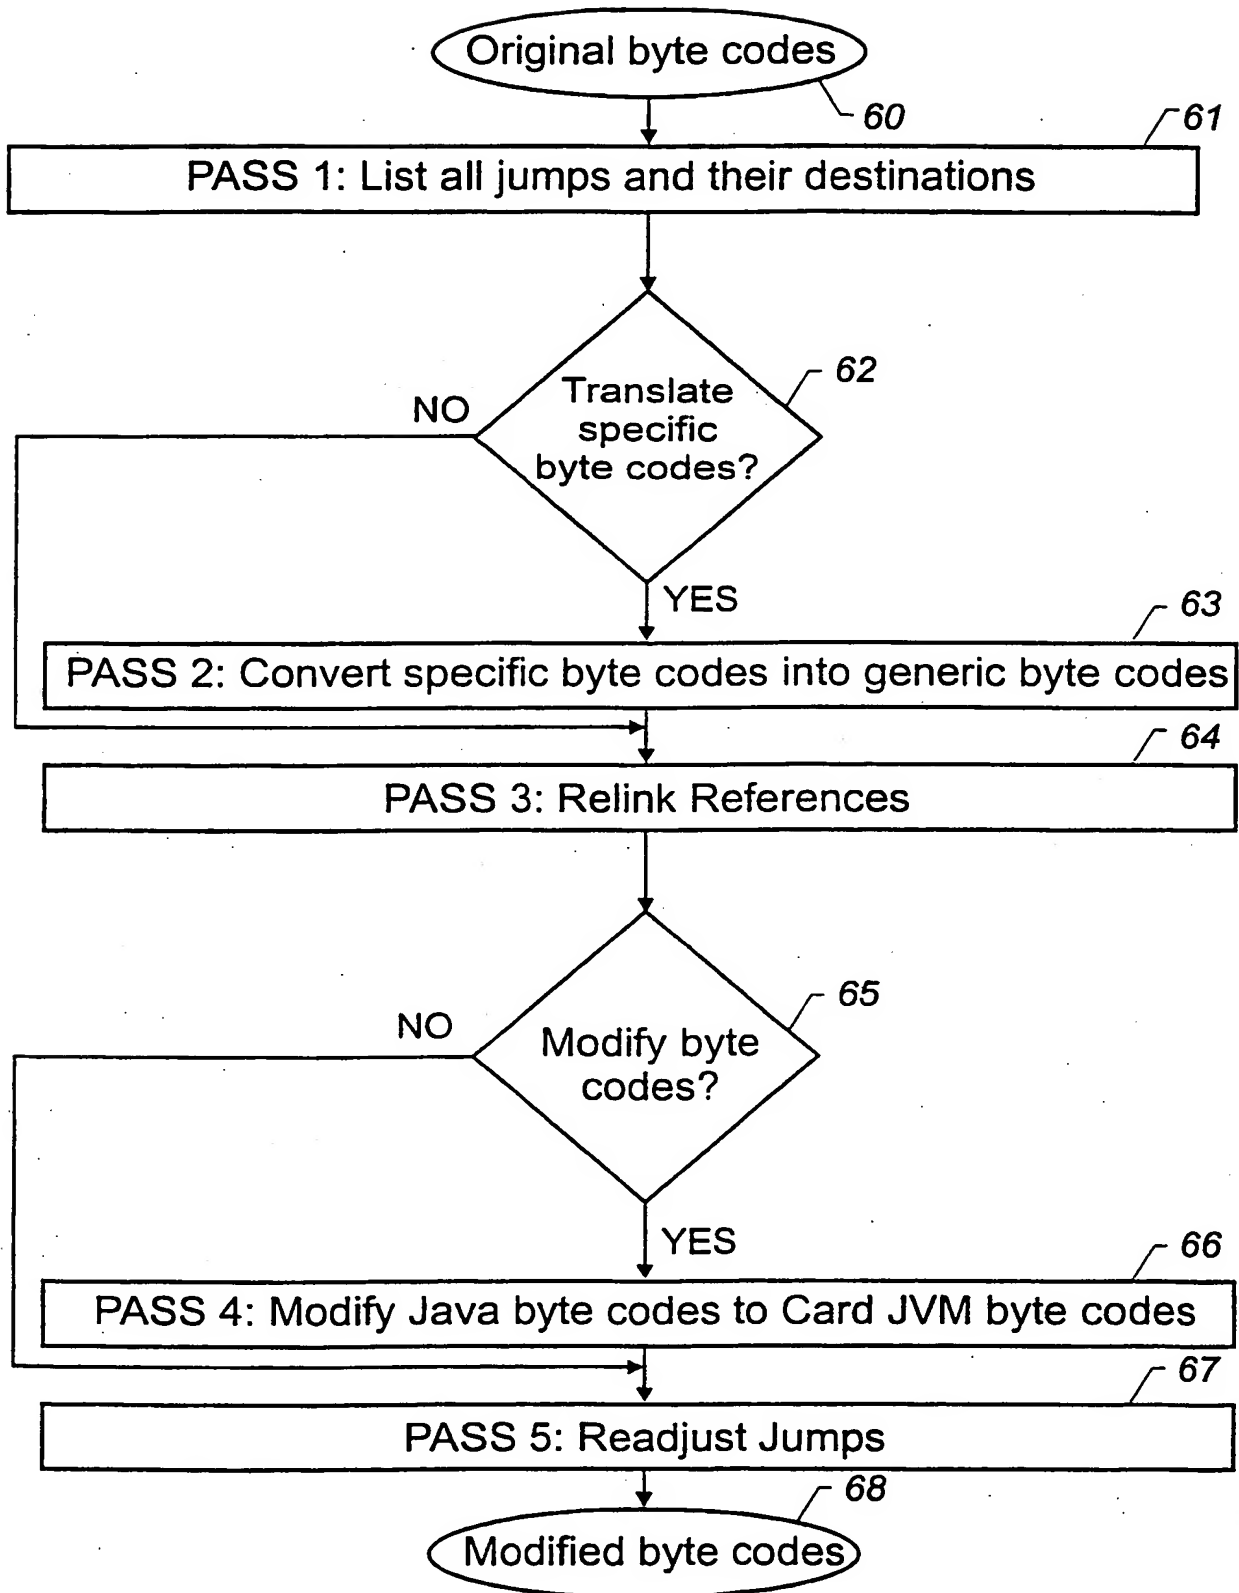 Original byte codes
60
61
PASS 1: List all jumps and their destinations
62
Translate
specific
byte codes?
NO
YES
63
PASS 2: Convert specific byte codes into generic byte codes
64
PASS 3: Relink References
65
NO
Modify byte
codes?
YES
66
PASS 4: Modify Java byte codes to Card JVM byte codes
67
PASS 5: Readjust Jumps
68
Modified byte codes